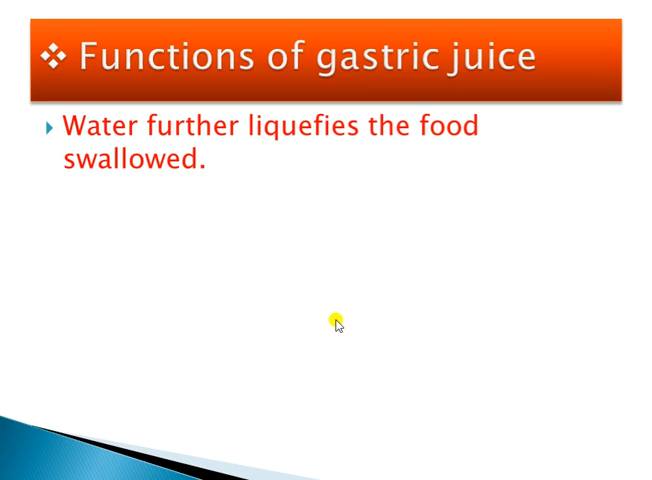 ❖ Functions of gastric juice
Water further liquefies the food
swallowed.